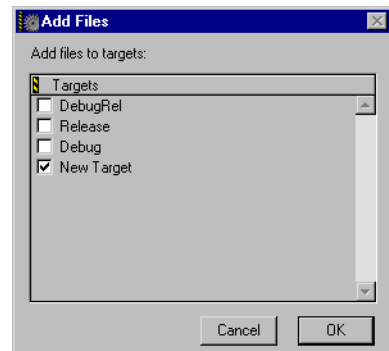 Add Files
Add files to targets:
Targets
DebugRel
Release
Debug
New Target
Cancel
OK